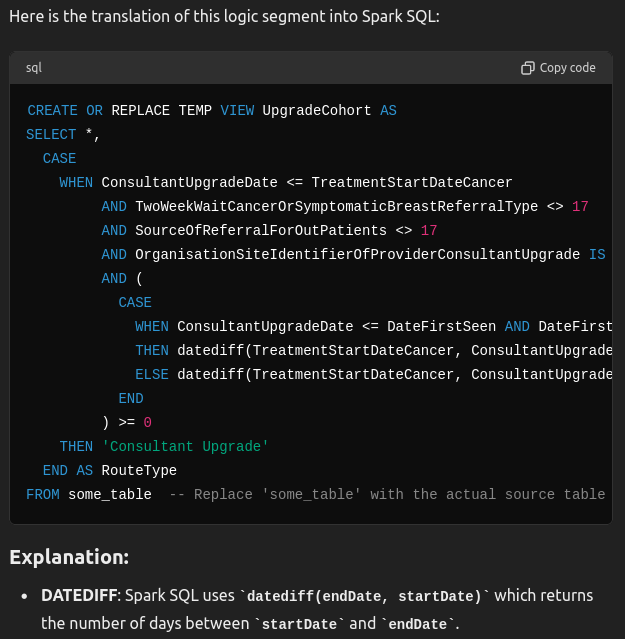 Here is the translation of this logic segment into Spark SQL:
sql Copy code
CREATE OR REPLACE TEMP VIEW UpgradeCohort AS
SELECT *,
  CASE
    WHEN ConsultantUpgradeDate <= TreatmentStartDateCancer
         AND TwoWeekWaitCancerOrSymptomaticBreastReferralType <> 17
         AND SourceOfReferralForOutPatients <> 17
         AND OrganisationSiteIdentifierOfProviderConsultantUpgrade IS
         AND (
           CASE
             WHEN ConsultantUpgradeDate <= DateFirstSeen AND DateFirst
             THEN datediff(TreatmentStartDateCancer, ConsultantUpgrade
             ELSE datediff(TreatmentStartDateCancer, ConsultantUpgrade
           END
         ) >= 0
    THEN 'Consultant Upgrade'
  END AS RouteType
FROM some_table  -- Replace 'some_table' with the actual source table
Explanation:
• DATEDIFF: Spark SQL uses `datediff(endDate, startDate)` which returns
the number of days between `startDate` and `endDate`.